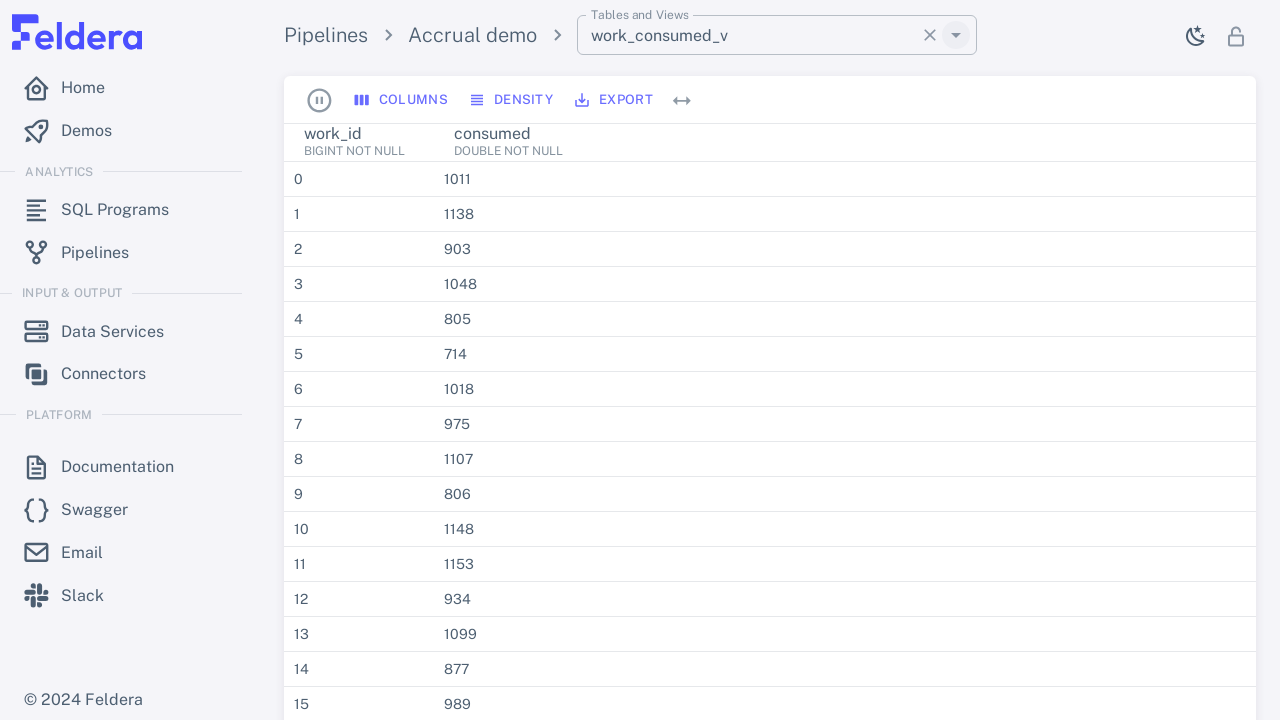 Feldera
Home
Demos
ANALYTICS
SQL Programs
Pipelines
INPUT & OUTPUT
Data Services
Connectors
PLATFORM
Documentation
Swagger
Email
Slack
© 2024 Feldera
Pipelines
Accrual demo
Tables and Views
work_consumed_v
COLUMNS
DENSITY
EXPORT
work_id consumed
BIGINT NOT NULL DOUBLE NOT NULL
0 1011
1 1138
2 903
3 1048
4 805
5 714
6 1018
7 975
8 1107
9 806
10 1148
11 1153
12 934
13 1099
14 877
15 989